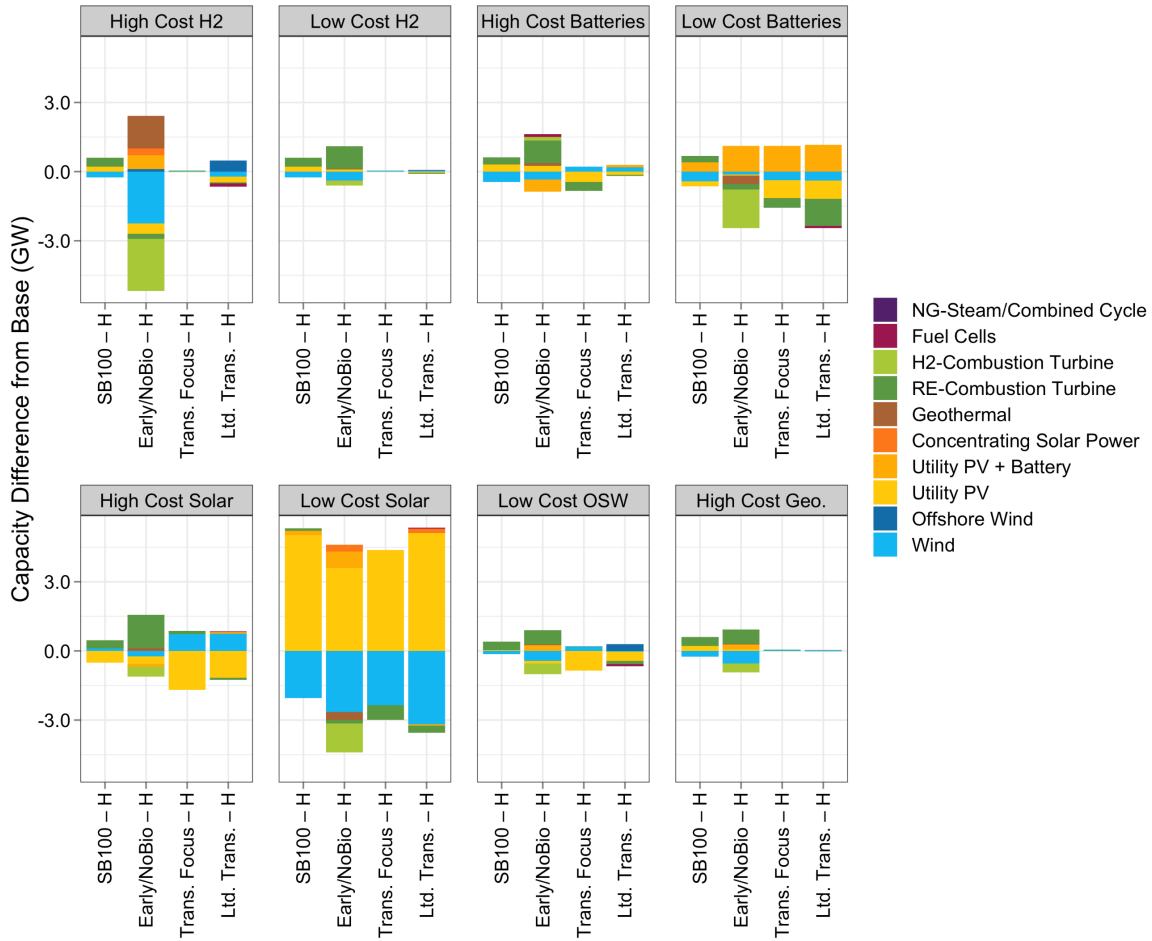 High Cost H2
Low Cost H2
High Cost Batteries
Low Cost Batteries
Capacity Difference from Base (GW)
3.0
0.0
-3.0
SB100 – H
Early/NoBio – H
Trans. Focus – H
Ltd. Trans. – H
SB100 – H
Early/NoBio – H
Trans. Focus – H
Ltd. Trans. – H
SB100 – H
Early/NoBio – H
Trans. Focus – H
Ltd. Trans. – H
SB100 – H
Early/NoBio – H
Trans. Focus – H
Ltd. Trans. – H
High Cost Solar
Low Cost Solar
Low Cost OSW
High Cost Geo.
3.0
0.0
-3.0
SB100 – H
Early/NoBio – H
Trans. Focus – H
Ltd. Trans. – H
SB100 – H
Early/NoBio – H
Trans. Focus – H
Ltd. Trans. – H
SB100 – H
Early/NoBio – H
Trans. Focus – H
Ltd. Trans. – H
SB100 – H
Early/NoBio – H
Trans. Focus – H
Ltd. Trans. – H
NG-Steam/Combined Cycle
Fuel Cells
H2-Combustion Turbine
RE-Combustion Turbine
Geothermal
Concentrating Solar Power
Utility PV + Battery
Utility PV
Offshore Wind
Wind